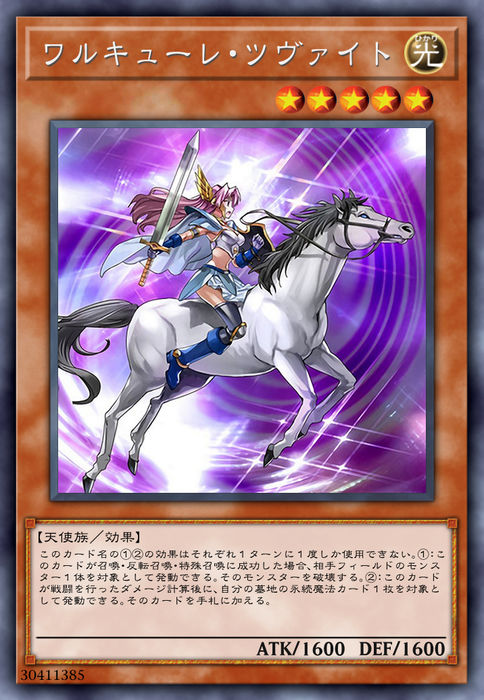 ワルキューレ・ツヴァイト
ひかり
光
【天使族/効果】
このカード名の①②の効果はそれぞれ1ターンに1度しか使用できない。①:こ
のカードが召喚・反転召喚・特殊召喚に成功した場合、相手フィールドのモンス
ター1体を対象として発動できる。そのモンスターを破壊する。②:このカード
が戦闘を行ったダメージ計算後に、自分の墓地の永続魔法カード1枚を対象と
して発動できる。そのカードを手札に加える。
ATK/1600 DEF/1600
30411385